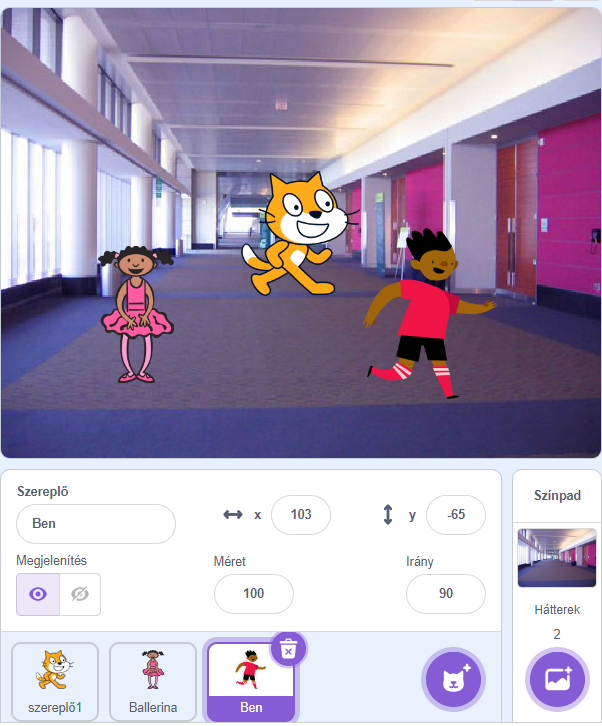 Szereplő
Ben
x
103
y
-65
Megjelenítés
Méret
100
Irány
90
szereplő1
Ballerina
Ben
Színpad
Hátterek
2